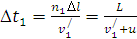 Δt₁ = n₁Δl / v₁′ = L / (v₁′ + u)